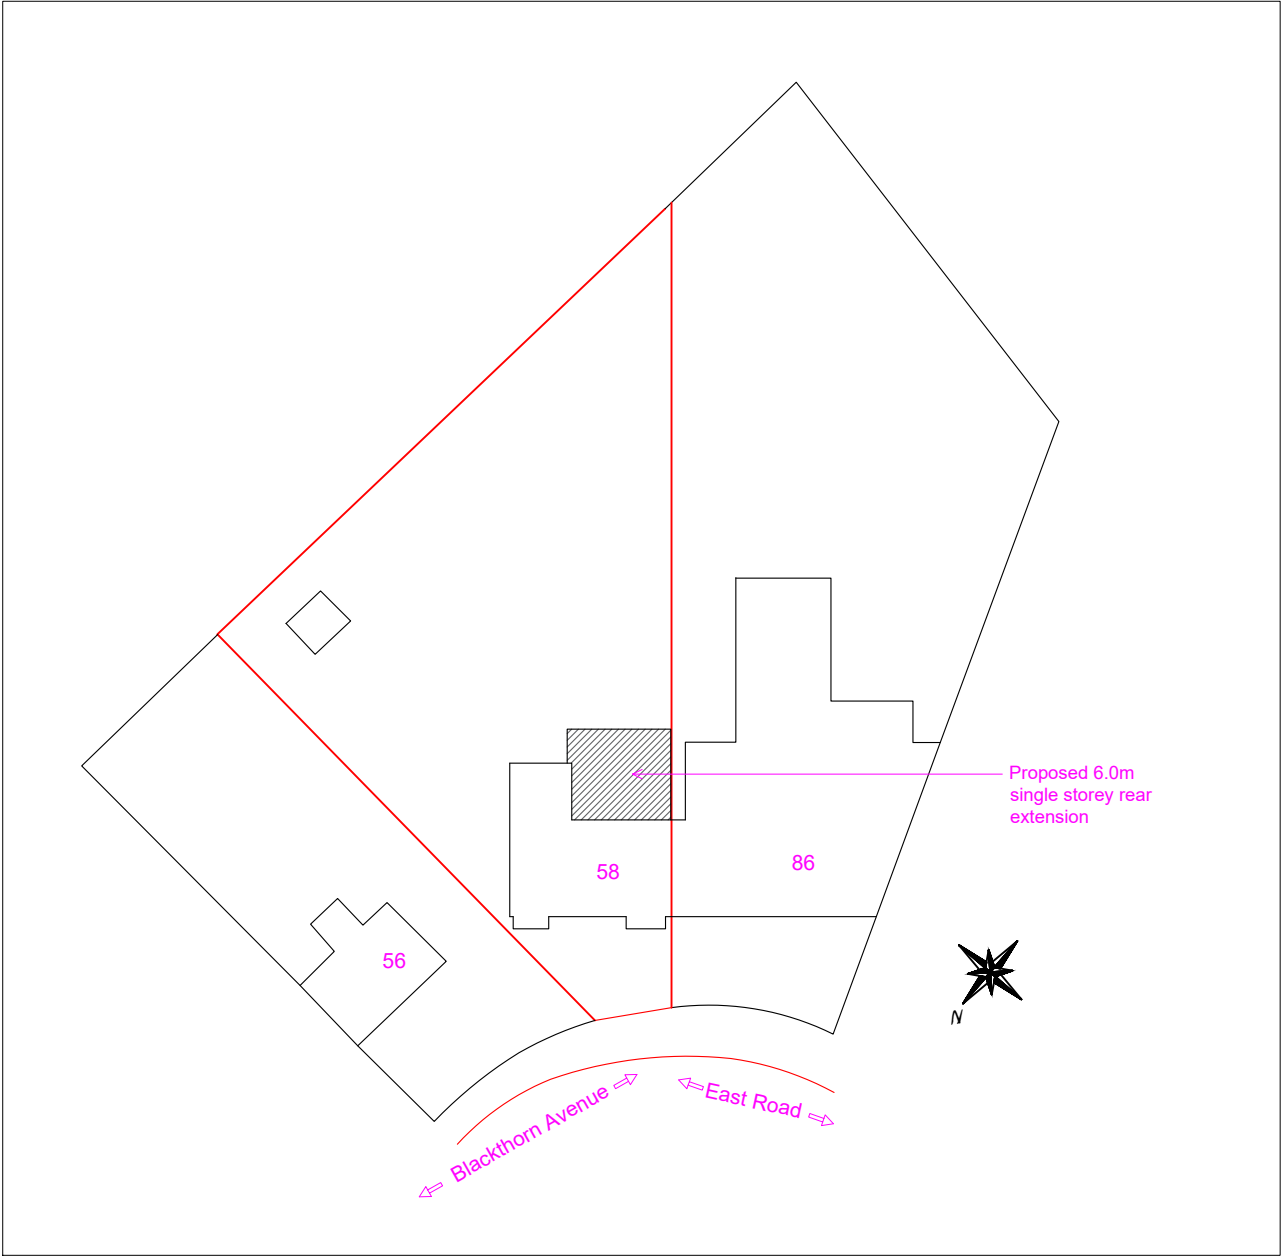 Proposed 6.0m
single storey rear
extension
58
86
56
N
Blackthorn Avenue
East Road